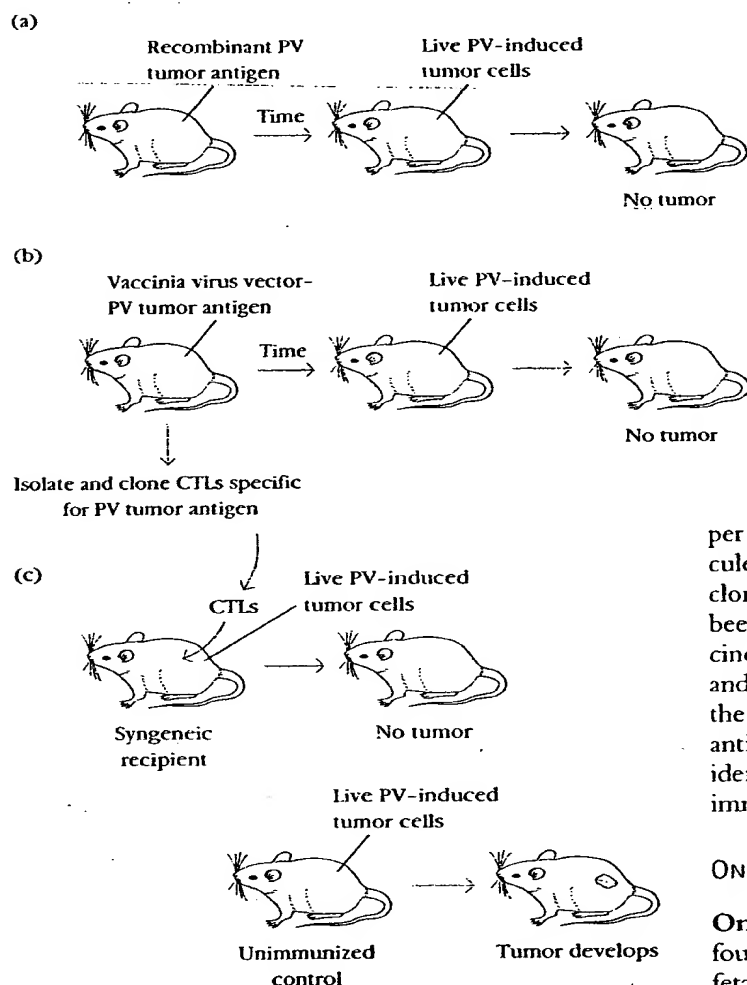 (a)
Recombinant PV
tumor antigen
Live PV-induced
tumor cells
Time
No tumor
(b)
Vaccinia virus vector-
PV tumor antigen
Live PV-induced
tumor cells
Time
No tumor
Isolate and clone CTLs specific
for PV tumor antigen
(c)
CTLs
Live PV-induced
tumor cells
Syngeneic
recipient
No tumor
Live PV-induced
tumor cells
Unimmunized
control
Tumor develops
per
cule
clor
bee
cine
and
the
anti
ider
imr
ON
On
fou
feta